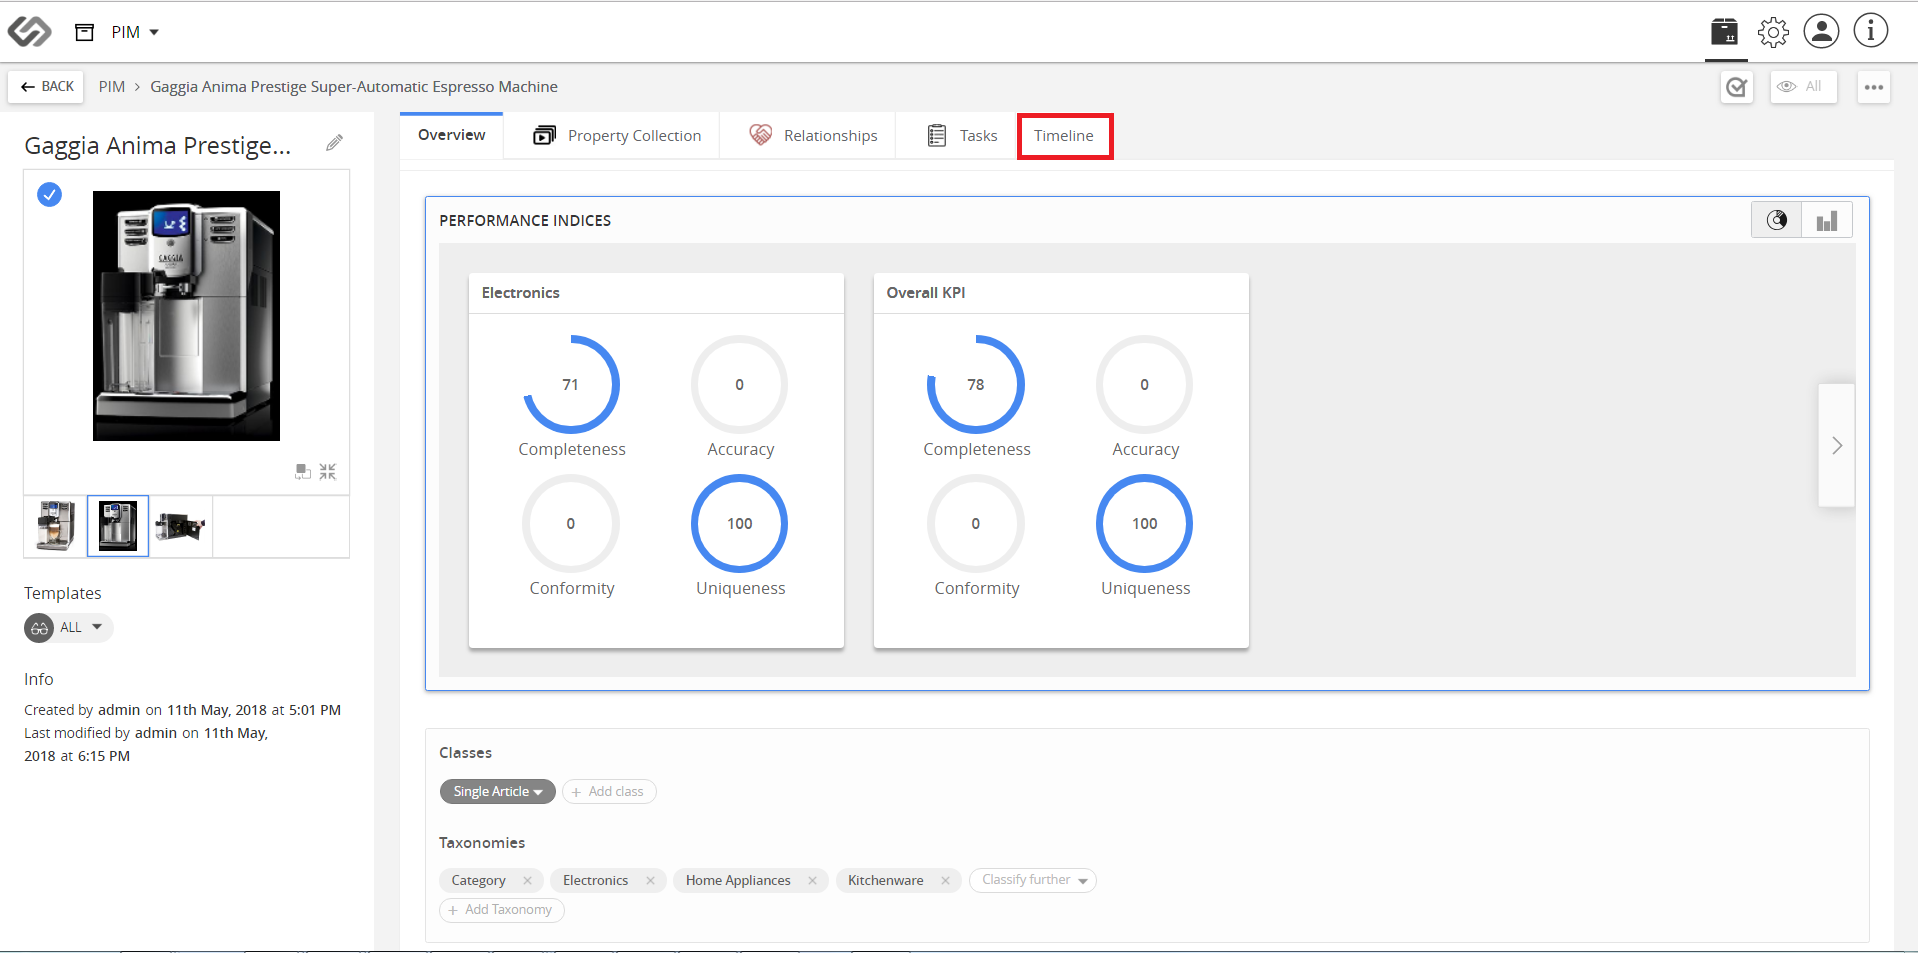 PIM
BACK
PIM > Gaggia Anima Prestige Super-Automatic Espresso Machine
All
Gaggia Anima Prestige...
Overview
Property Collection
Relationships
Tasks
Timeline
PERFORMANCE INDICES
Electronics
71
Completeness
0
Accuracy
0
Conformity
100
Uniqueness
Overall KPI
78
Completeness
0
Accuracy
0
Conformity
100
Uniqueness
GAGGIA
Templates
ALL
Info
Created by admin on 11th May, 2018 at 5:01 PM
Last modified by admin on 11th May,
2018 at 6:15 PM
Classes
Single Article
+ Add class
Taxonomies
Category ×
Electronics ×
Home Appliances ×
Kitchenware ×
Classify further
+ Add Taxonomy